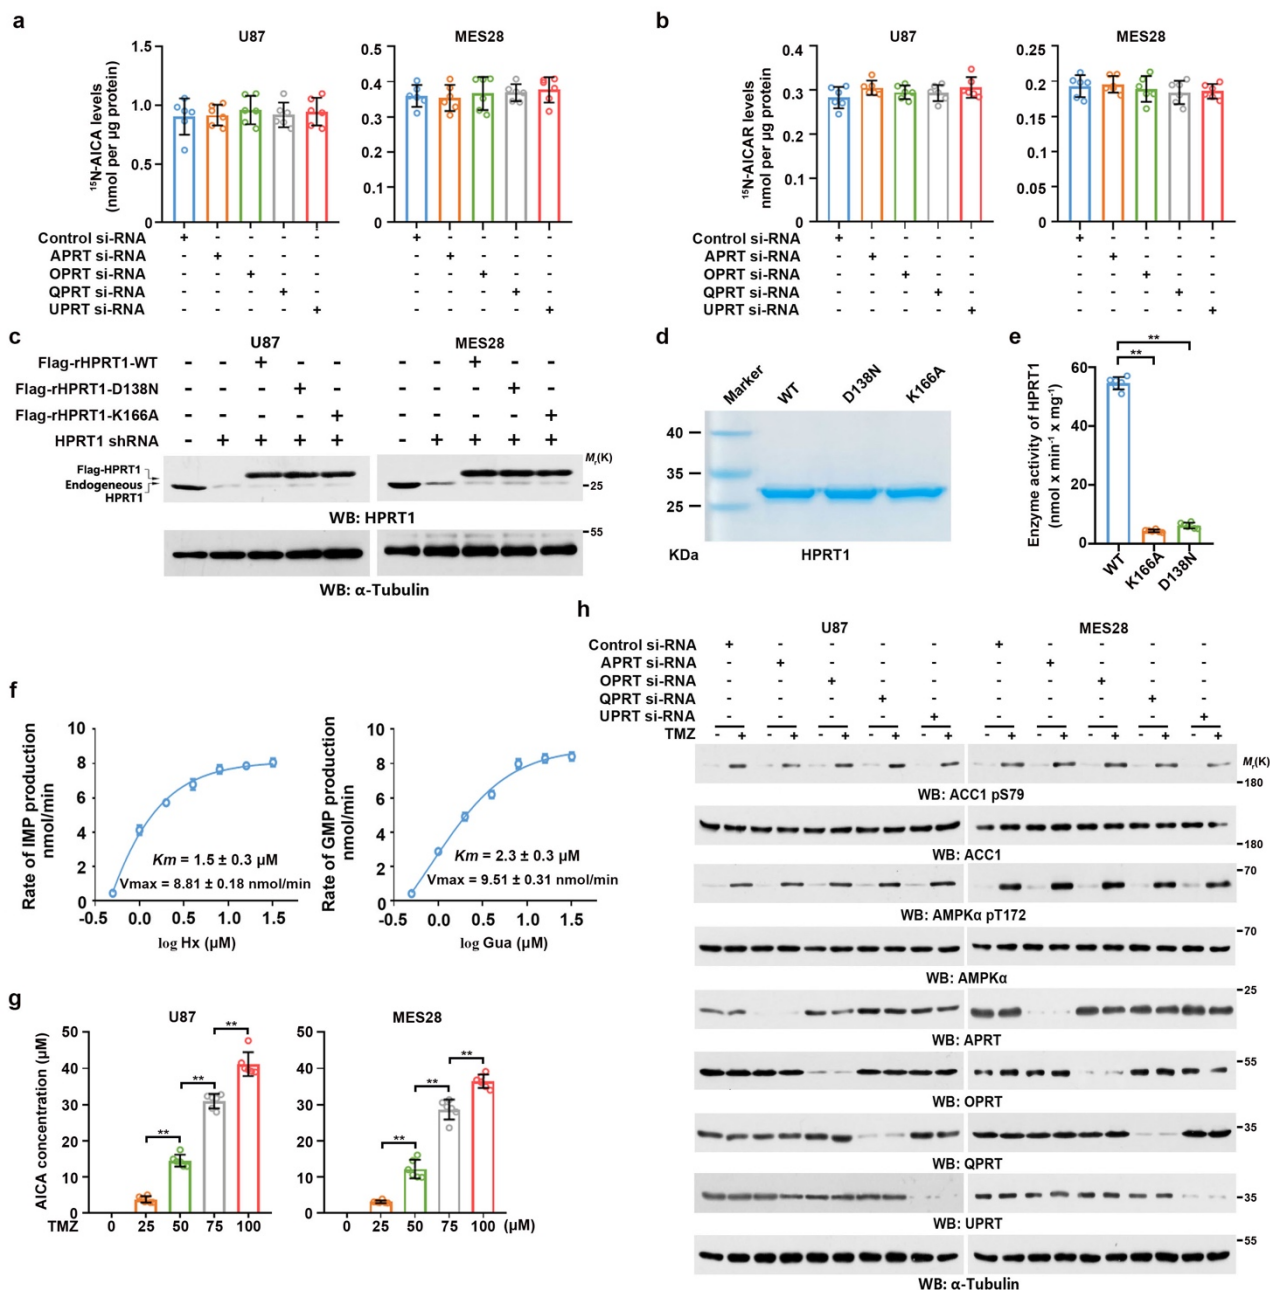 a
U87
MES28
¹⁵N-AICA levels
(nmol per µg protein)
1.5
1.0
0.5
0
0.5
0.4
0.3
0.2
0.1
0
Control si-RNA + - - - - + - - - -
APRT si-RNA - + - - - - + - - -
OPRT si-RNA - - + - - - - + - -
QPRT si-RNA - - - + - - - - + -
UPRT si-RNA - - - - + - - - - +
b
U87
MES28
¹⁵N-AICAR levels
nmol per µg protein
0.4
0.3
0.2
0.1
0
0.25
0.2
0.15
0.1
0.05
0
Control si-RNA + - - - - + - - - -
APRT si-RNA - + - - - - + - - -
OPRT si-RNA - - + - - - - + - -
QPRT si-RNA - - - + - - - - + -
UPRT si-RNA - - - - + - - - - +
c
U87
MES28
Flag-rHPRT1-WT - - + - - - - + - -
Flag-rHPRT1-D138N - - - + - - - - + -
Flag-rHPRT1-K166A - - - - + - - - - +
HPRT1 shRNA - + + + + - + + + +
Flag-HPRT1
Endogeneous
HPRT1
Mr(K)
25
WB: HPRT1
55
WB: α-Tubulin
d
Marker
WT
D138N
K166A
40
35
25
KDa
HPRT1
e
Enzyme activity of HPRT1
(nmol x min⁻¹ x mg⁻¹)
60
40
20
0
**
**
WT
K166A
D138N
f
Rate of IMP production
nmol/min
10
8
6
4
2
0
Km = 1.5 ± 0.3 µM
Vmax = 8.81 ± 0.18 nmol/min
-0.5 0.0 0.5 1.0 1.5
log Hx (µM)
Rate of GMP production
nmol/min
10
8
6
4
2
0
Km = 2.3 ± 0.3 µM
Vmax = 9.51 ± 0.31 nmol/min
-0.5 0.0 0.5 1.0 1.5
log Gua (µM)
g
U87
MES28
AICA concentration (µM)
50
40
30
20
10
0
**
**
**
50
40
30
20
10
0
**
**
**
TMZ 0 25 50 75 100 0 25 50 75 100 (µM)
h
U87
MES28
Control si-RNA + - - - - + - - - -
APRT si-RNA - + - - - - + - - -
OPRT si-RNA - - + - - - - + - -
QPRT si-RNA - - - + - - - - + -
UPRT si-RNA - - - - + - - - - +
TMZ - + - + - + - + - + - + - + - + - + - +
Mr(K)
180
WB: ACC1 pS79
180
WB: ACC1
70
WB: AMPKα pT172
70
WB: AMPKα
25
WB: APRT
55
WB: OPRT
35
WB: QPRT
35
WB: UPRT
55
WB: α-Tubulin